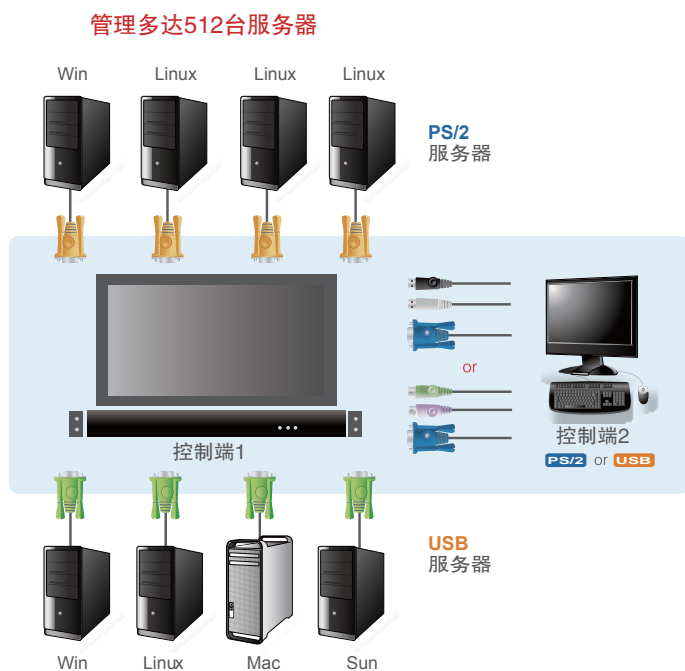 管理多达512台服务器
Win Linux Linux Linux
PS/2
服务器
or
控制端1
控制端2
PS/2 or USB
USB
服务器
Win Linux Mac Sun